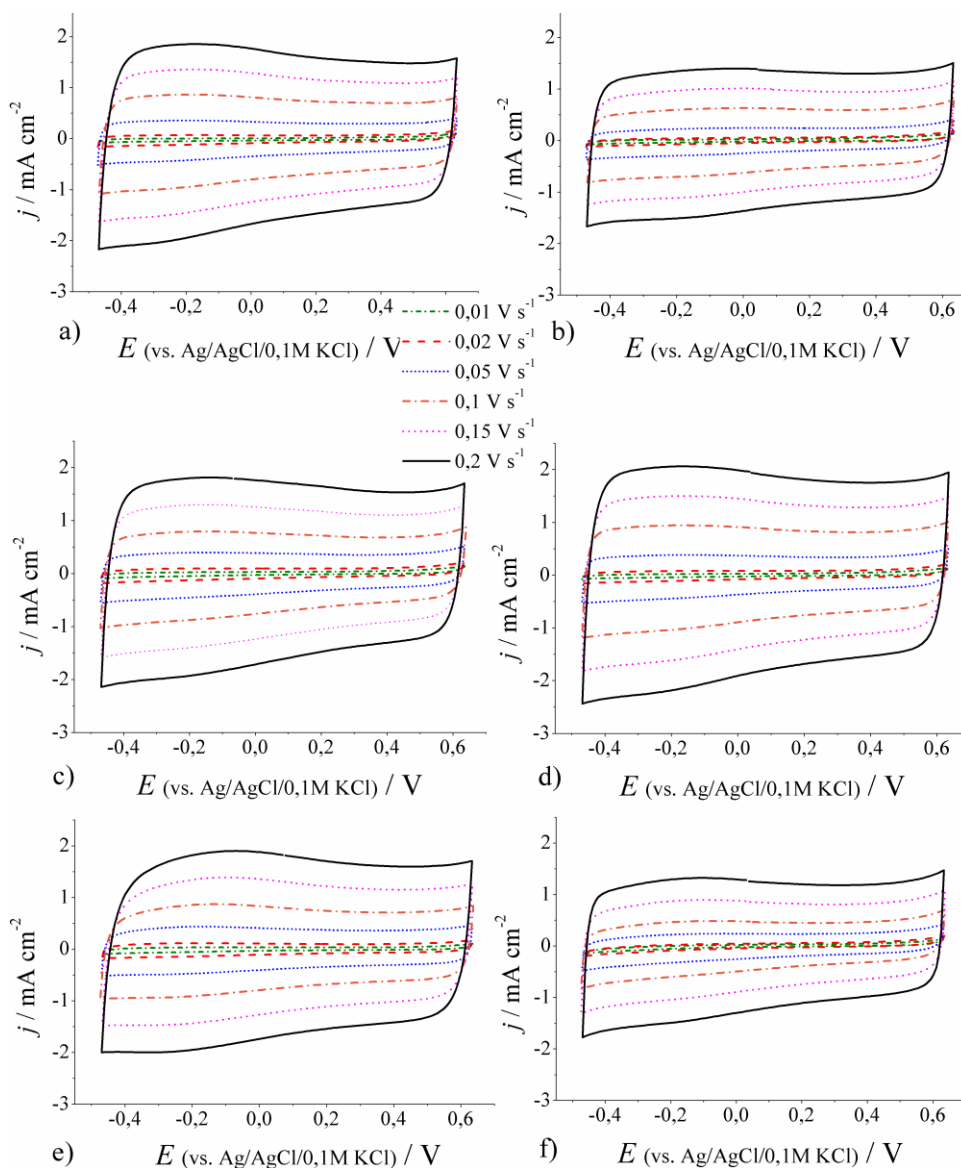 2
1
0
-1
-2
-3
j / mA cm⁻²
-0,4 -0,2 0,0 0,2 0,4 0,6
a)
E (vs. Ag/AgCl/0,1M KCl) / V
2
1
0
-1
-2
-3
j / mA cm⁻²
-0,4 -0,2 0,0 0,2 0,4 0,6
b)
E (vs. Ag/AgCl/0,1M KCl) / V
0,01 V s⁻¹
0,02 V s⁻¹
0,05 V s⁻¹
0,1 V s⁻¹
0,15 V s⁻¹
0,2 V s⁻¹
2
1
0
-1
-2
-3
j / mA cm⁻²
-0,4 -0,2 0,0 0,2 0,4 0,6
c)
E (vs. Ag/AgCl/0,1M KCl) / V
2
1
0
-1
-2
-3
j / mA cm⁻²
-0,4 -0,2 0,0 0,2 0,4 0,6
d)
E (vs. Ag/AgCl/0,1M KCl) / V
2
1
0
-1
-2
-3
j / mA cm⁻²
-0,4 -0,2 0,0 0,2 0,4 0,6
e)
E (vs. Ag/AgCl/0,1M KCl) / V
2
1
0
-1
-2
-3
j / mA cm⁻²
-0,4 -0,2 0,0 0,2 0,4 0,6
f)
E (vs. Ag/AgCl/0,1M KCl) / V